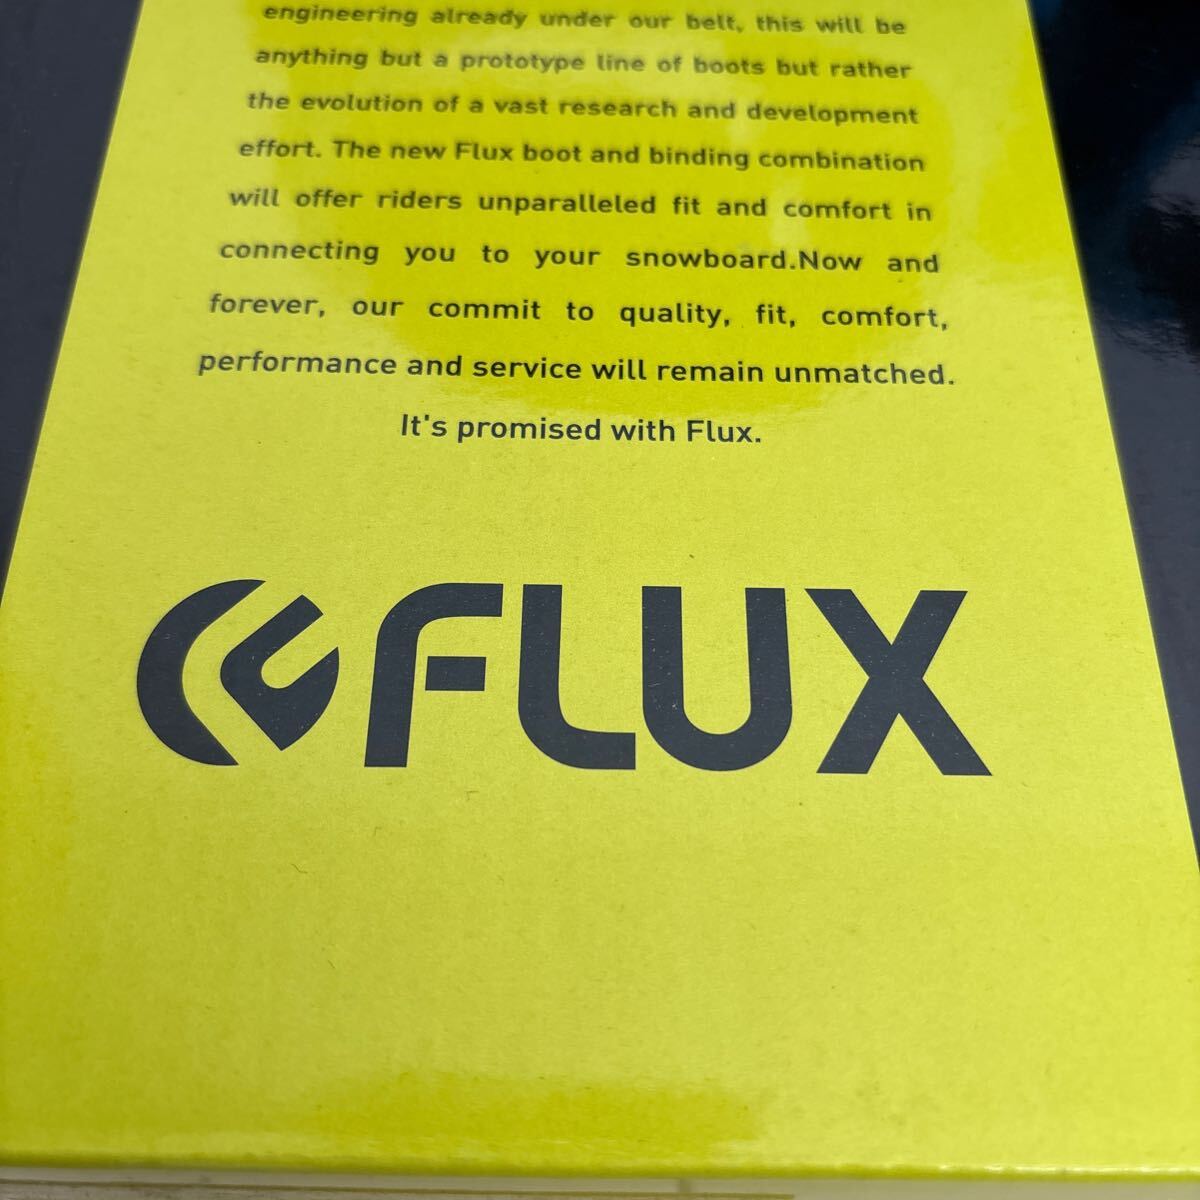 engineering already under our belt, this will be
anything but a prototype line of boots but rather
the evolution of a vast research and development
effort. The new Flux boot and binding combination
will offer riders unparalleled fit and comfort in
connecting you to your snowboard.Now and
forever, our commit to quality, fit, comfort,
performance and service will remain unmatched.
It's promised with Flux.
FLUX